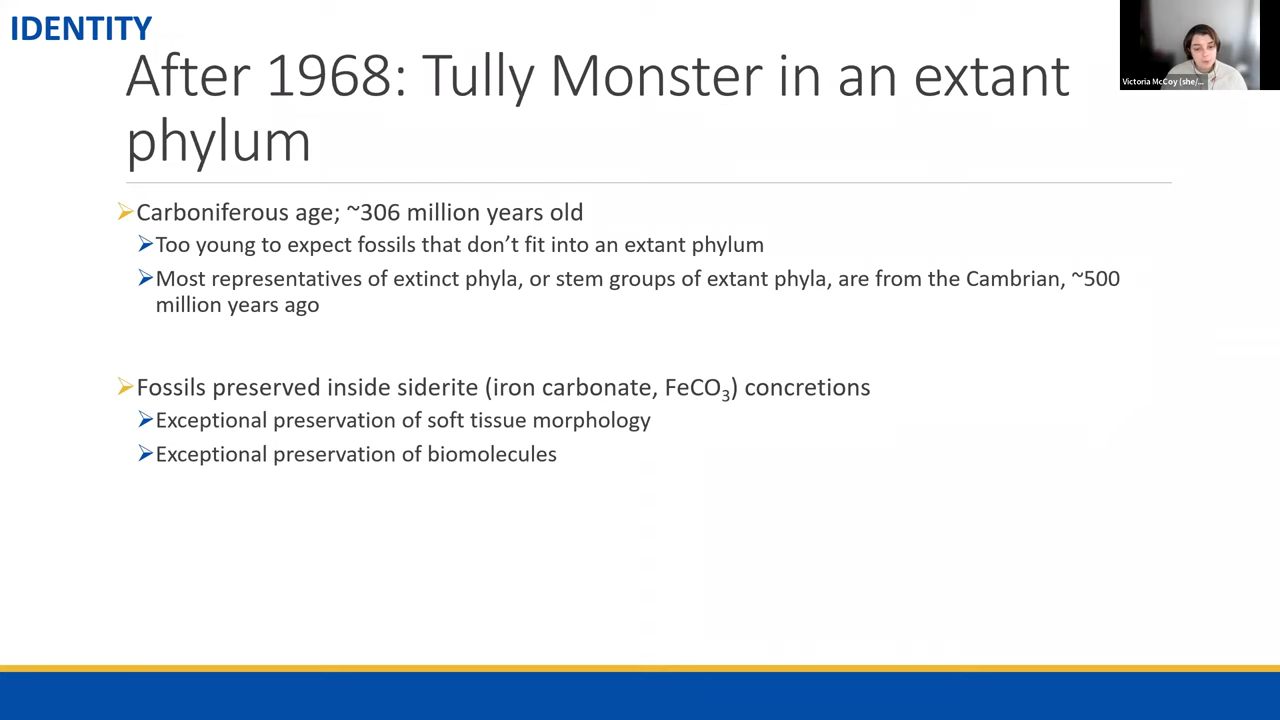 IDENTITY
After 1968: Tully Monster in an extant
phylum
Victoria McCoy (she/...
➢Carboniferous age; ~306 million years old
➢Too young to expect fossils that don’t fit into an extant phylum
➢Most representatives of extinct phyla, or stem groups of extant phyla, are from the Cambrian, ~500
million years ago
➢Fossils preserved inside siderite (iron carbonate, FeCO₃) concretions
➢Exceptional preservation of soft tissue morphology
➢Exceptional preservation of biomolecules